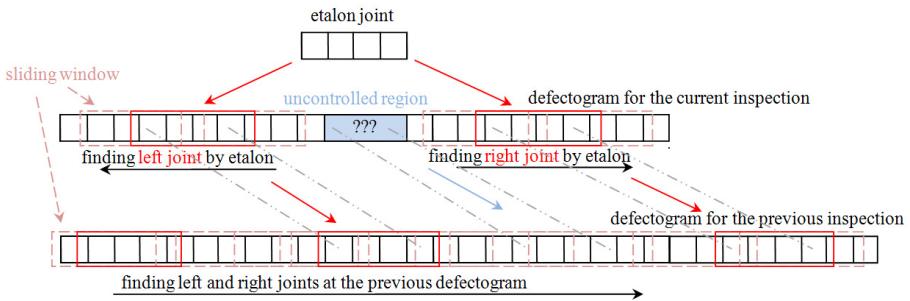 etalon joint
sliding window
uncontrolled region
defectogram for the current inspection
???
finding left joint by etalon
finding right joint by etalon
defectogram for the previous inspection
finding left and right joints at the previous defectogram